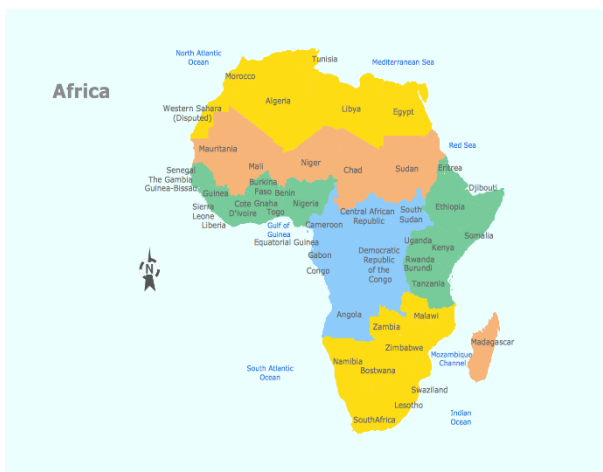 Africa
North Atlantic
Ocean
Tunisia
Mediterranean Sea
Morocco
Algeria
Libya
Egypt
Western Sahara
(Disputed)
Red Sea
Mauritania
Mali
Niger
Chad
Sudan
Eritrea
Senegal
The Gambia
Guinea-Bissau
Djibouti
Guinea
Burkina
Faso
Benin
Cote
D'Ivoire
Gnaha
Togo
Nigeria
Sierra
Leone
Liberia
Gulf of
Guinea
Cameroon
Central African
Republic
South
Sudan
Ethiopia
Somalia
Equatorial Guinea
Gabon
Congo
Democratic
Republic
of the
Congo
Uganda
Kenya
Rwanda
Burundi
Tanzania
N
Angola
Malawi
Zambia
Zimbabwe
Mozambique
Channel
Madagascar
Namibia
Bostwana
South Atlantic
Ocean
Swaziland
Lesotho
Indian
Ocean
SouthAfrica